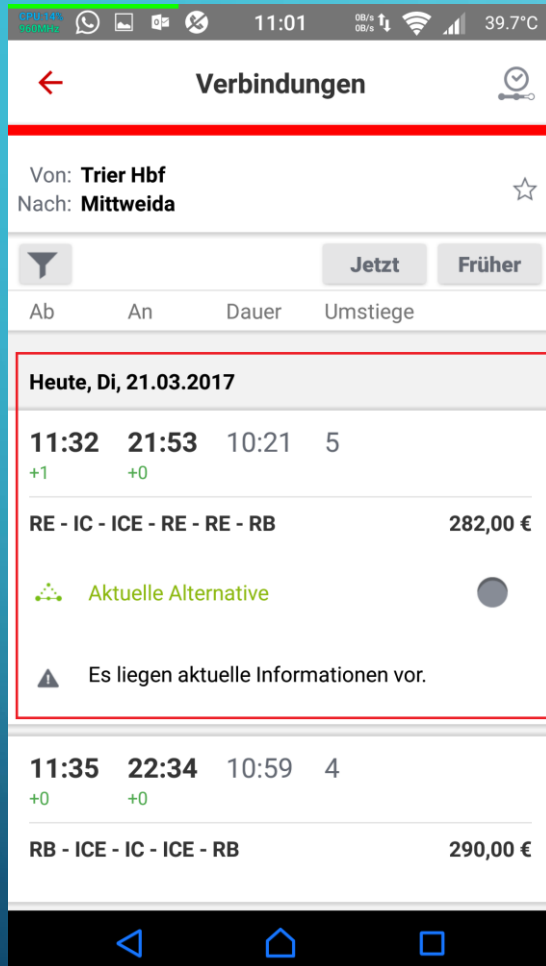 CPU: 14%
960MHz
11:01
0B/s
0B/s
39.7°C
Verbindungen
Von: Trier Hbf
Nach: Mittweida
Jetzt
Früher
Ab An Dauer Umstiege
Heute, Di, 21.03.2017
11:32 21:53 10:21 5
+1 +0
RE - IC - ICE - RE - RE - RB 282,00 €
Aktuelle Alternative
Es liegen aktuelle Informationen vor.
11:35 22:34 10:59 4
+0 +0
RB - ICE - IC - ICE - RB 290,00 €